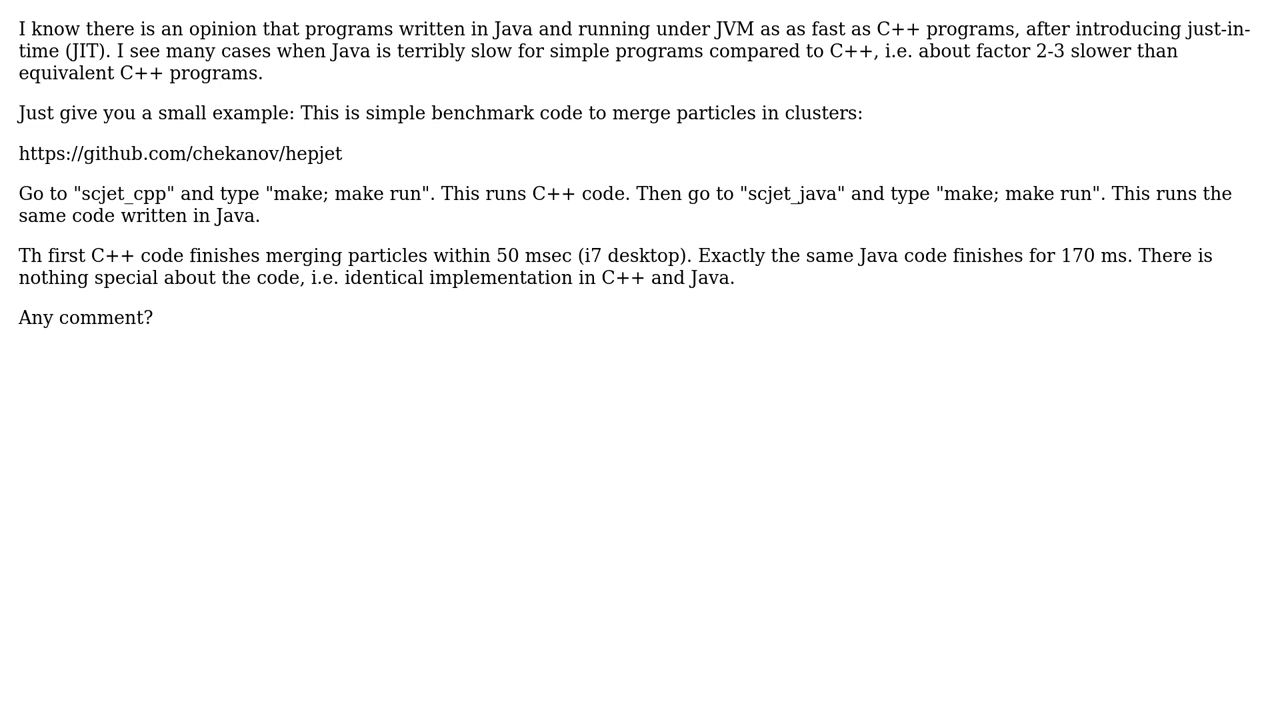 I know there is an opinion that programs written in Java and running under JVM as as fast as C++ programs, after introducing just-in-
time (JIT). I see many cases when Java is terribly slow for simple programs compared to C++, i.e. about factor 2-3 slower than
equivalent C++ programs.
Just give you a small example: This is simple benchmark code to merge particles in clusters:
https://github.com/chekanov/hepjet
Go to "scjet_cpp" and type "make; make run". This runs C++ code. Then go to "scjet_java" and type "make; make run". This runs the
same code written in Java.
Th first C++ code finishes merging particles within 50 msec (i7 desktop). Exactly the same Java code finishes for 170 ms. There is
nothing special about the code, i.e. identical implementation in C++ and Java.
Any comment?